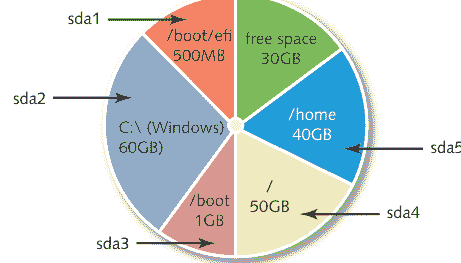 sda1
/boot/efi
500MB
free space
30GB
sda2
C:\ (Windows)
60GB)
/home
40GB
sda5
/boot
1GB
/
50GB
sda4
sda3